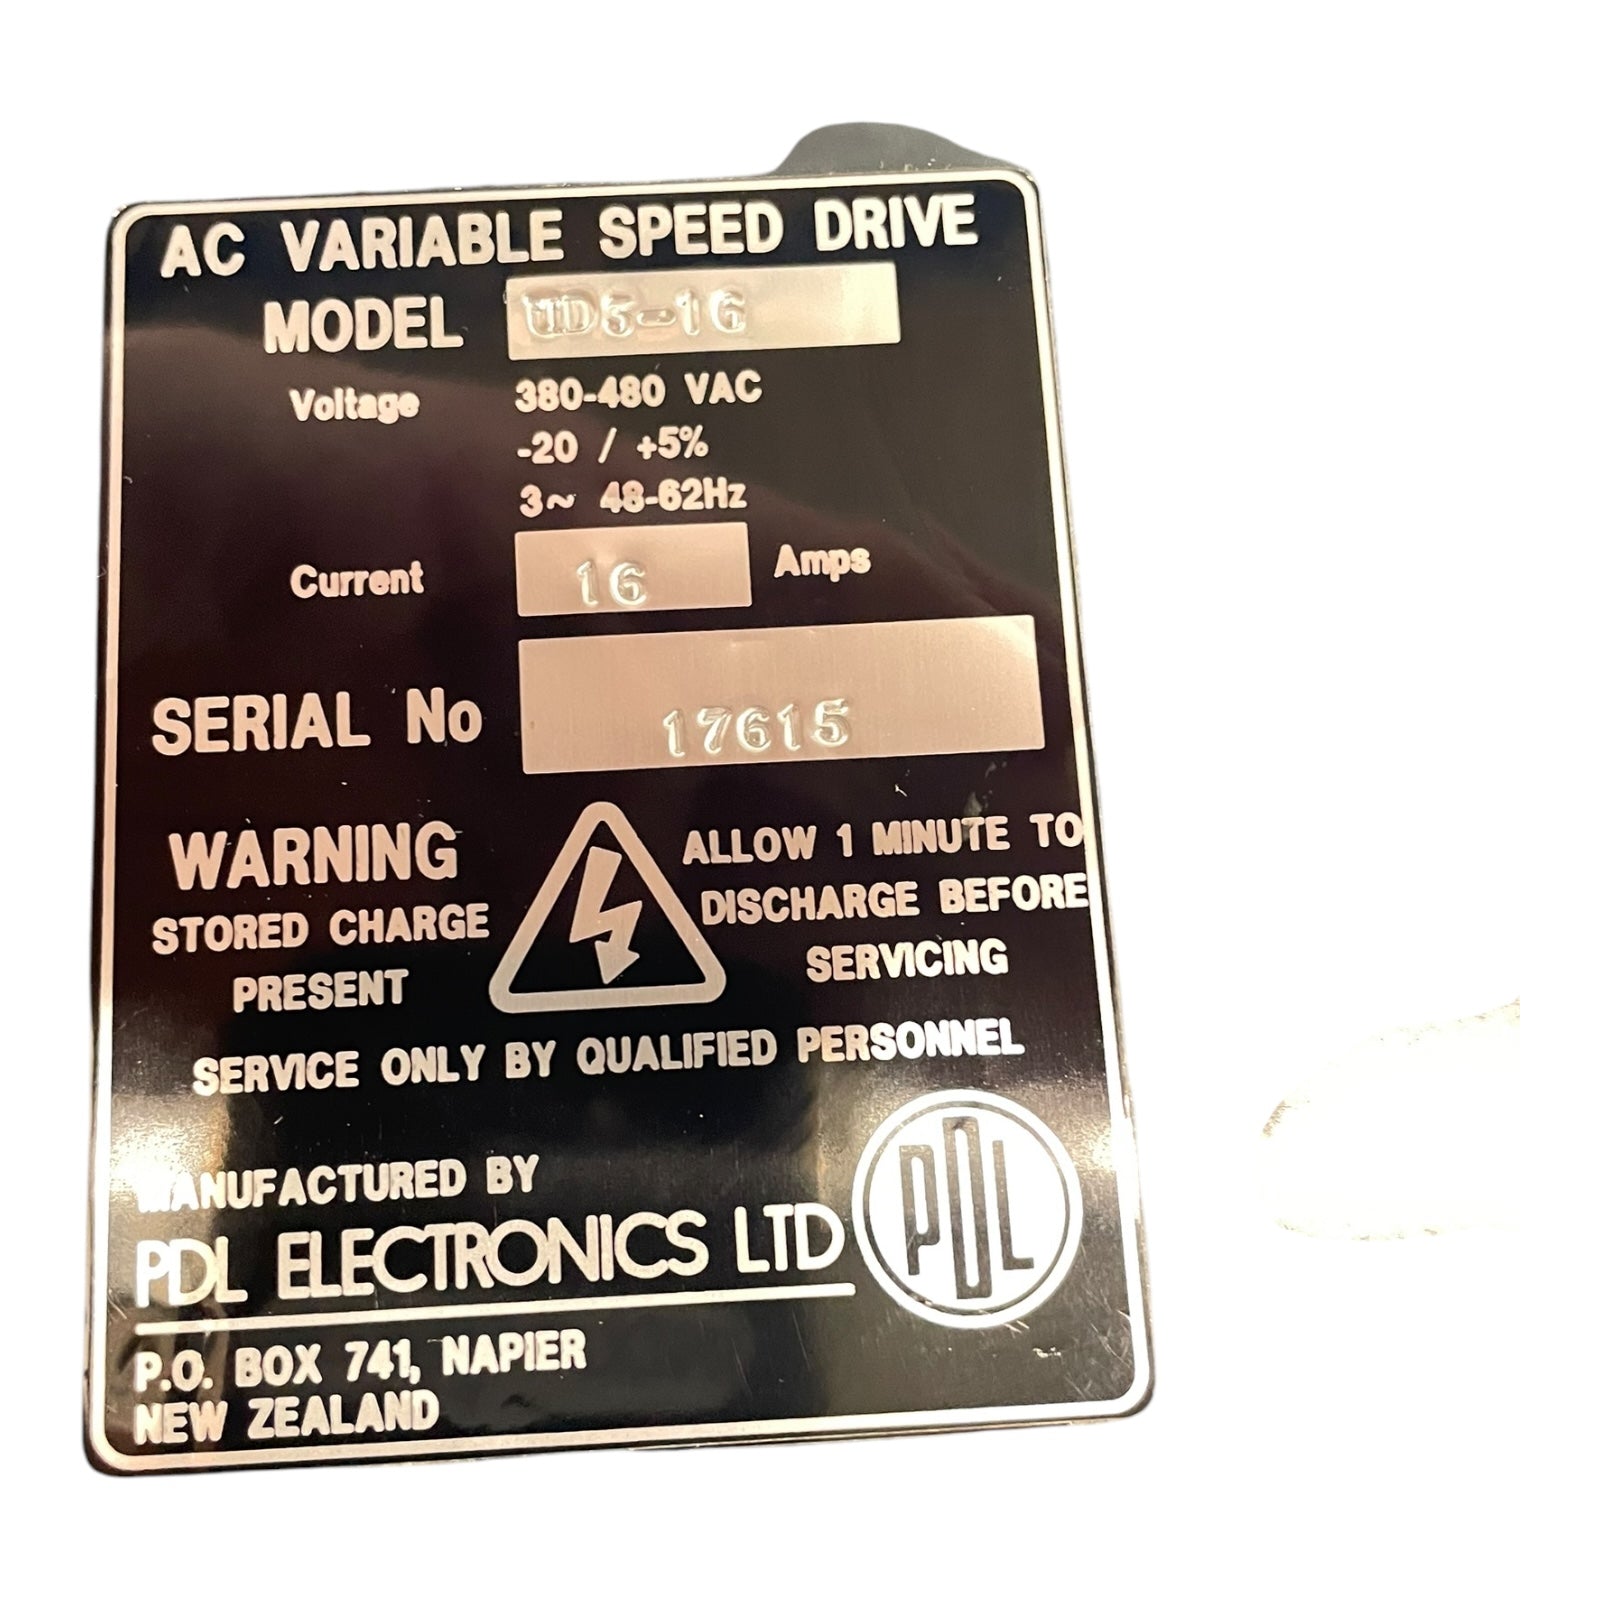 AC VARIABLE SPEED DRIVE
MODEL UD5-16
Voltage 380-480 VAC
-20 / +5%
3~ 48-62Hz
Current 16 Amps
SERIAL No 17615
WARNING
STORED CHARGE
PRESENT
ALLOW 1 MINUTE TO
DISCHARGE BEFORE
SERVICING
SERVICE ONLY BY QUALIFIED PERSONNEL
MANUFACTURED BY
PDL ELECTRONICS LTD
PDL
P.O. BOX 741, NAPIER
NEW ZEALAND